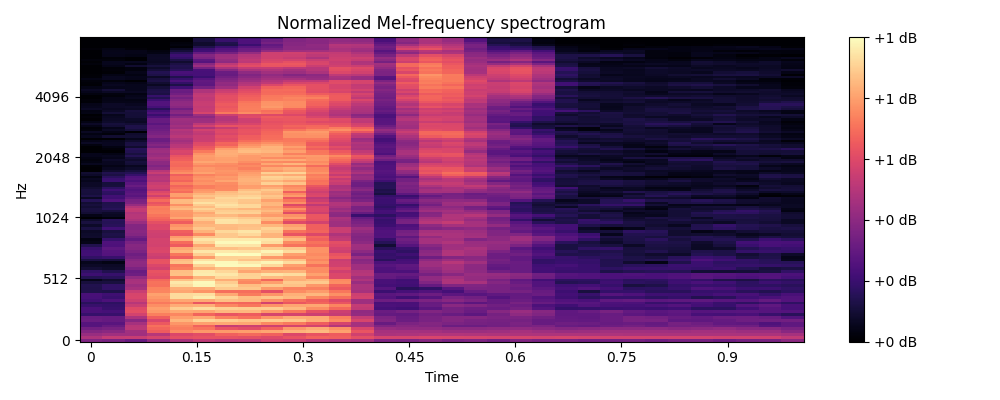 Normalized Mel-frequency spectrogram
+1 dB
4096
+1 dB
2048
+1 dB
Hz
1024
+0 dB
512
+0 dB
0
+0 dB
0 0.15 0.3 0.45 0.6 0.75 0.9
Time